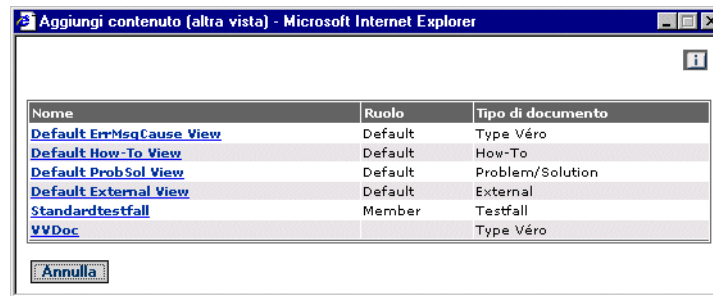 Aggiungi contenuto (altra vista) - Microsoft Internet Explorer
i
Nome Ruolo Tipo di documento
Default ErrMsgCause View Default Type Véro
Default How-To View Default How-To
Default ProbSol View Default Problem/Solution
Default External View Default External
Standardtestfall Member Testfall
VVDoc Type Véro
Annulla